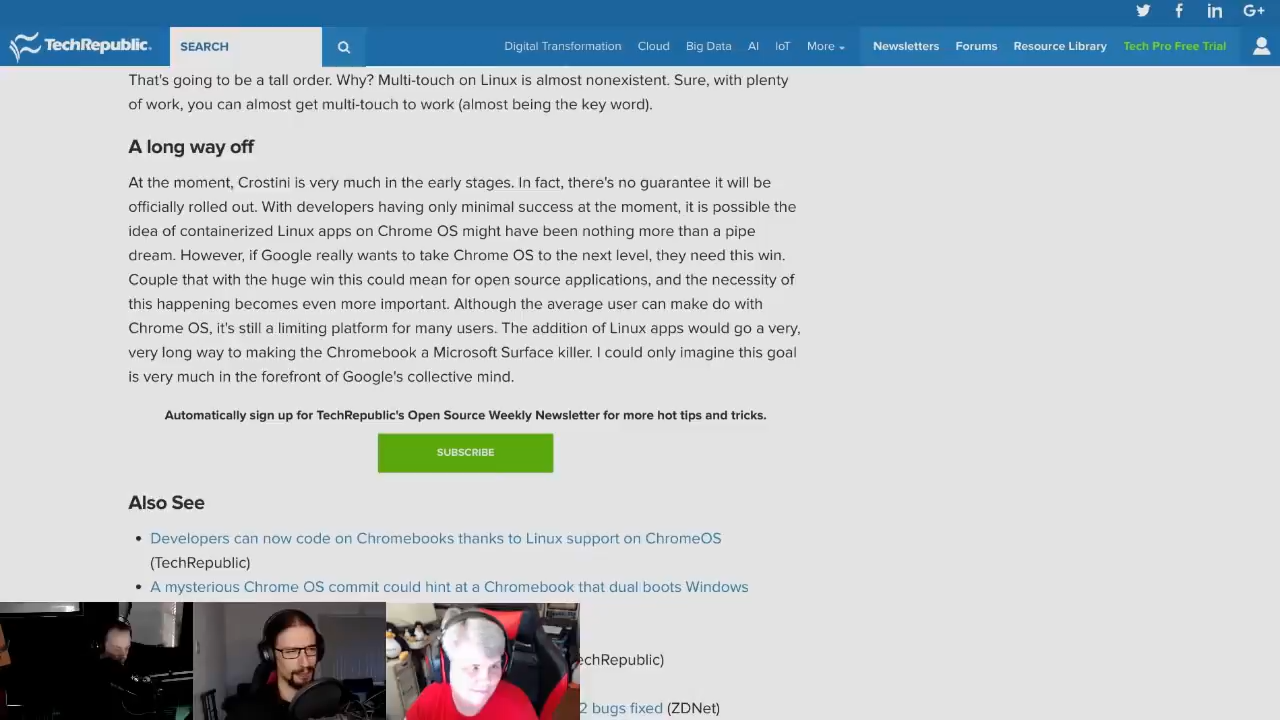 TechRepublic.
SEARCH
Digital Transformation Cloud Big Data AI IoT More Newsletters Forums Resource Library Tech Pro Free Trial
That's going to be a tall order. Why? Multi-touch on Linux is almost nonexistent. Sure, with plenty
of work, you can almost get multi-touch to work (almost being the key word).
A long way off
At the moment, Crostini is very much in the early stages. In fact, there's no guarantee it will be
officially rolled out. With developers having only minimal success at the moment, it is possible the
idea of containerized Linux apps on Chrome OS might have been nothing more than a pipe
dream. However, if Google really wants to take Chrome OS to the next level, they need this win.
Couple that with the huge win this could mean for open source applications, and the necessity of
this happening becomes even more important. Although the average user can make do with
Chrome OS, it's still a limiting platform for many users. The addition of Linux apps would go a very,
very long way to making the Chromebook a Microsoft Surface killer. I could only imagine this goal
is very much in the forefront of Google's collective mind.
Automatically sign up for TechRepublic's Open Source Weekly Newsletter for more hot tips and tricks.
SUBSCRIBE
Also See
Developers can now code on Chromebooks thanks to Linux support on ChromeOS
(TechRepublic)
A mysterious Chrome OS commit could hint at a Chromebook that dual boots Windows
echRepublic)
2 bugs fixed (ZDNet)